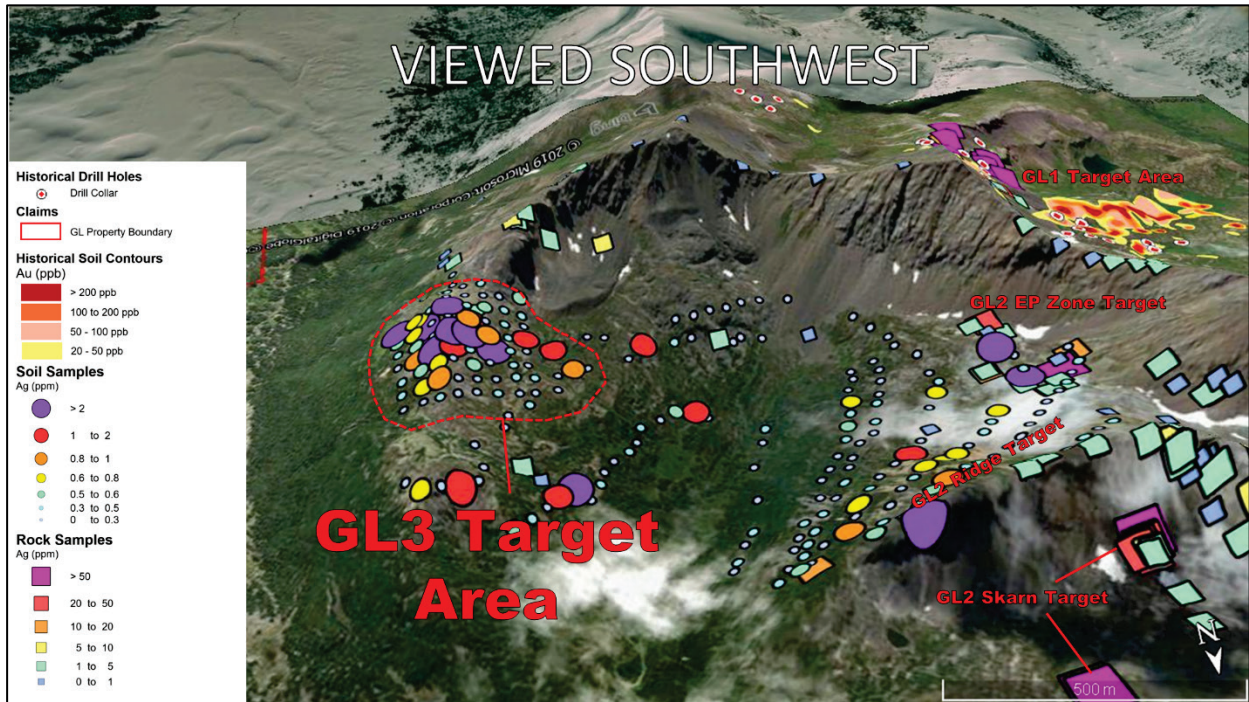 VIEWED SOUTHWEST
© 2019 Microsoft Corporation © 2019 DigitalGlobe
bing
GL1 Target Area
GL2 EP Zone Target
GL2 Ridge Target
GL3 Target
Area
GL2 Skarn Target
N
500 m
Historical Drill Holes
Drill Collar
Claims
GL Property Boundary
Historical Soil Contours
Au (ppb)
> 200 ppb
100 to 200 ppb
50 - 100 ppb
20 - 50 ppb
Soil Samples
Ag (ppm)
> 2
1 to 2
0.8 to 1
0.6 to 0.8
0.5 to 0.6
0.3 to 0.5
0 to 0.3
Rock Samples
Ag (ppm)
> 50
20 to 50
10 to 20
5 to 10
1 to 5
0 to 1